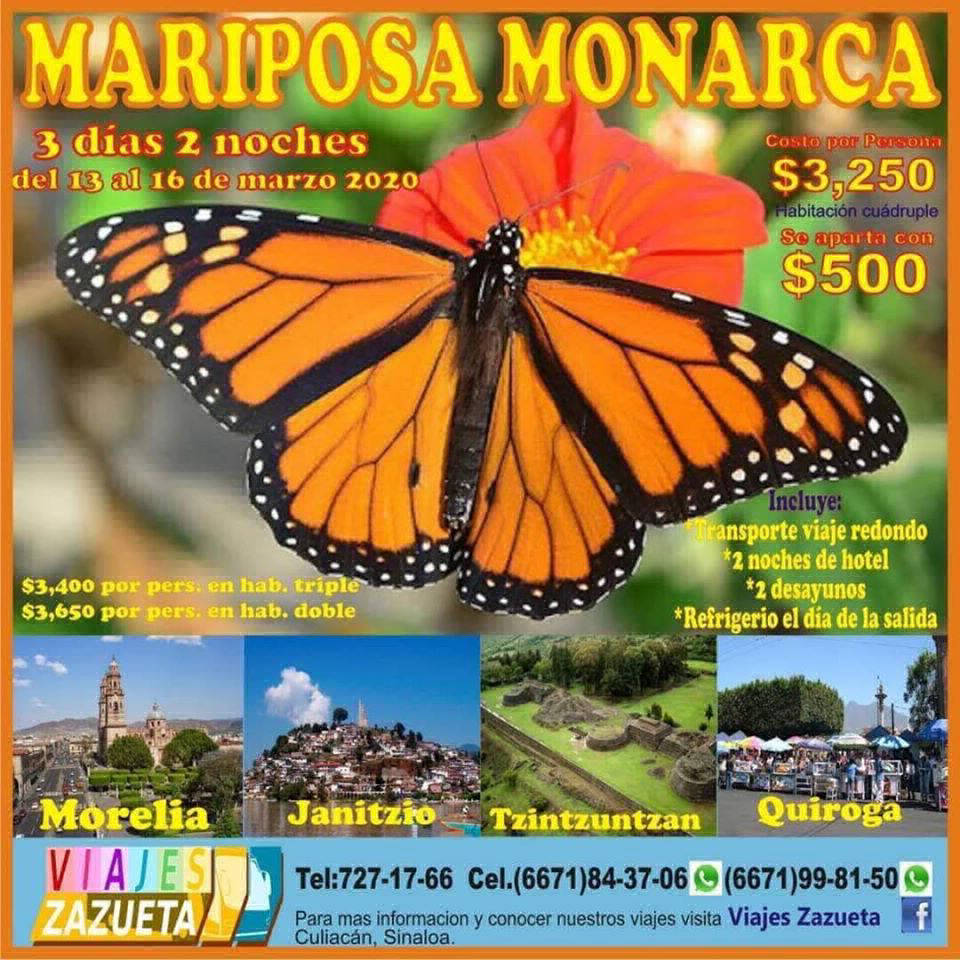 MARIPOSA MONARCA
3 días 2 noches
del 13 al 16 de marzo 2020
Costo por Persona
$3,250
Habitación cuádruple
Se aparta con
$500
Incluye:
*Transporte viaje redondo
*2 noches de hotel
*2 desayunos
*Refrigerio el día de la salida
$3,400 por pers. en hab. triple
$3,650 por pers. en hab. doble
Morelia
Janitzio
Tzintzuntzan
Quiroga
VIAJES
ZAZUETA
Tel:727-17-66 Cel.(6671)84-37-06 (6671)99-81-50
Para mas informacion y conocer nuestros viajes visita Viajes Zazueta
Culiacán, Sinaloa.